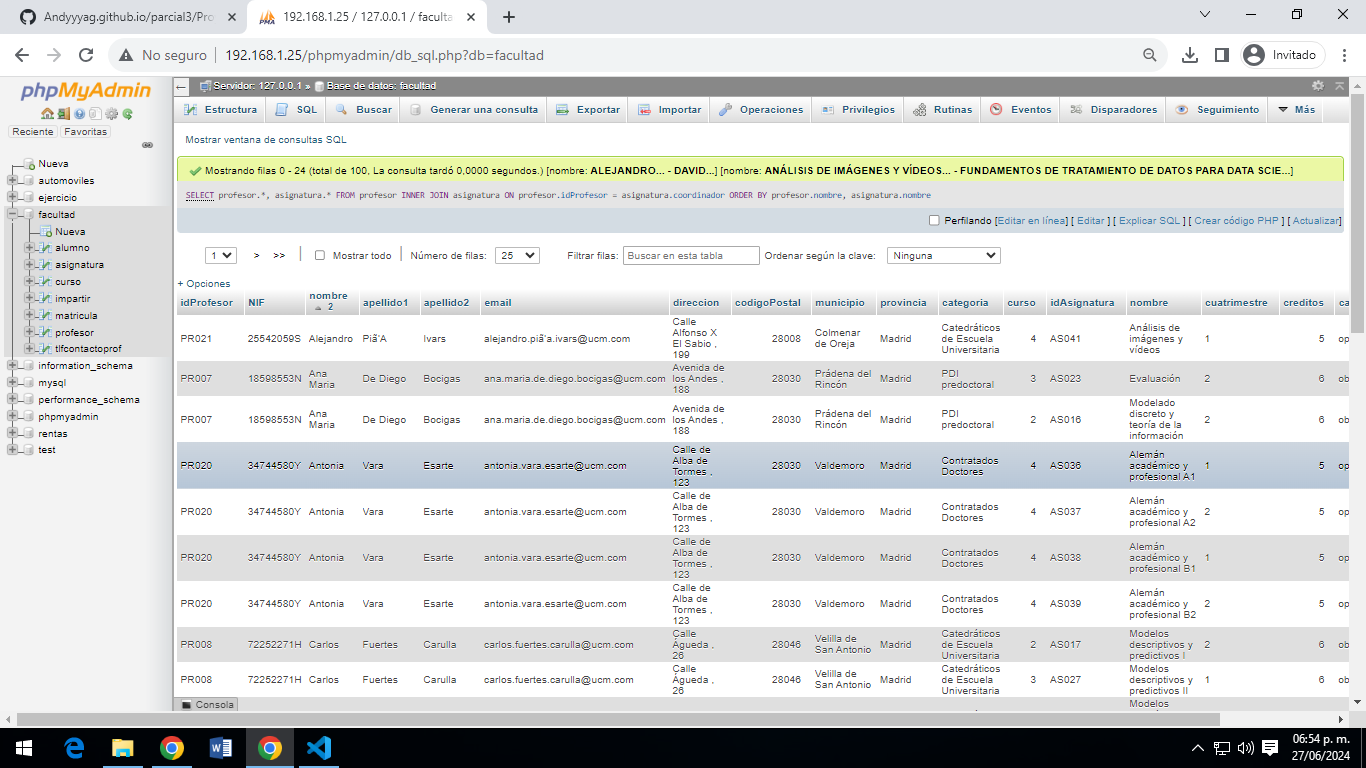 Andyyyag.github.io/parcial3/Pro
192.168.1.25 / 127.0.0.1 / faculta
No seguro
192.168.1.25/phpmyadmin/db_sql.php?db=facultad
Invitado
phpMyAdmin
Reciente Favoritas
Nueva
automoviles
ejercicio
facultad
Nueva
alumno
asignatura
curso
impartir
matricula
profesor
tlfcontactoprof
information_schema
mysql
performance_schema
phpmyadmin
rentas
test
Servidor: 127.0.0.1 » Base de datos: facultad
Estructura SQL Buscar Generar una consulta Exportar Importar Operaciones Privilegios Rutinas Eventos Disparadores Seguimiento Más
Mostrar ventana de consultas SQL
Mostrando filas 0 - 24 (total de 100, La consulta tardó 0,0000 segundos.) [nombre: ALEJANDRO... - DAVID...] [nombre: ANÁLISIS DE IMÁGENES Y VÍDEOS... - FUNDAMENTOS DE TRATAMIENTO DE DATOS PARA DATA SCIE...]
SELECT profesor.*, asignatura.* FROM profesor INNER JOIN asignatura ON profesor.idProfesor = asignatura.coordinador ORDER BY profesor.nombre, asignatura.nombre
Perfilando [Editar en línea] [ Editar ] [ Explicar SQL ] [ Crear código PHP ] [ Actualizar]
1 > >> Mostrar todo Número de filas: 25 Filtrar filas: Buscar en esta tabla Ordenar según la clave: Ninguna
+ Opciones
idProfesor NIF nombre 2 apellido1 apellido2 email direccion codigoPostal municipio provincia categoria curso idAsignatura nombre cuatrimestre creditos ca
PR021 25542059S Alejandro Piã'A Ivars alejandro.piã'a.ivars@ucm.com Calle Alfonso X El Sabio , 199 28008 Colmenar de Oreja Madrid Catedráticos de Escuela Universitaria 4 AS041 Análisis de imágenes y vídeos 1 5 op
PR007 18598553N Ana Maria De Diego Bocigas ana.maria.de.diego.bocigas@ucm.com Avenida de los Andes , 188 28030 Prádena del Rincón Madrid PDI predoctoral 3 AS023 Evaluación 2 6 ob
PR007 18598553N Ana Maria De Diego Bocigas ana.maria.de.diego.bocigas@ucm.com Avenida de los Andes , 188 28030 Prádena del Rincón Madrid PDI predoctoral 2 AS016 Modelado discreto y teoría de la información 2 6 ob
PR020 34744580Y Antonia Vara Esarte antonia.vara.esarte@ucm.com Calle de Alba de Tormes , 123 28030 Valdemoro Madrid Contratados Doctores 4 AS036 Alemán académico y profesional A1 1 5 op
PR020 34744580Y Antonia Vara Esarte antonia.vara.esarte@ucm.com Calle de Alba de Tormes , 123 28030 Valdemoro Madrid Contratados Doctores 4 AS037 Alemán académico y profesional A2 2 5 op
PR020 34744580Y Antonia Vara Esarte antonia.vara.esarte@ucm.com Calle de Alba de Tormes , 123 28030 Valdemoro Madrid Contratados Doctores 4 AS038 Alemán académico y profesional B1 1 5 op
PR020 34744580Y Antonia Vara Esarte antonia.vara.esarte@ucm.com Calle de Alba de Tormes , 123 28030 Valdemoro Madrid Contratados Doctores 4 AS039 Alemán académico y profesional B2 2 5 op
PR008 72252271H Carlos Fuertes Carulla carlos.fuertes.carulla@ucm.com Calle Águeda , 26 28046 Velilla de San Antonio Madrid Catedráticos de Escuela Universitaria 2 AS017 Modelos descriptivos y predictivos I 2 6 ob
PR008 72252271H Carlos Fuertes Carulla carlos.fuertes.carulla@ucm.com Calle Águeda , 26 28046 Velilla de San Antonio Madrid Catedráticos de Escuela Universitaria 3 AS027 Modelos descriptivos y predictivos II 1 6 ob
Modelos
Consola
06:54 p. m.
27/06/2024